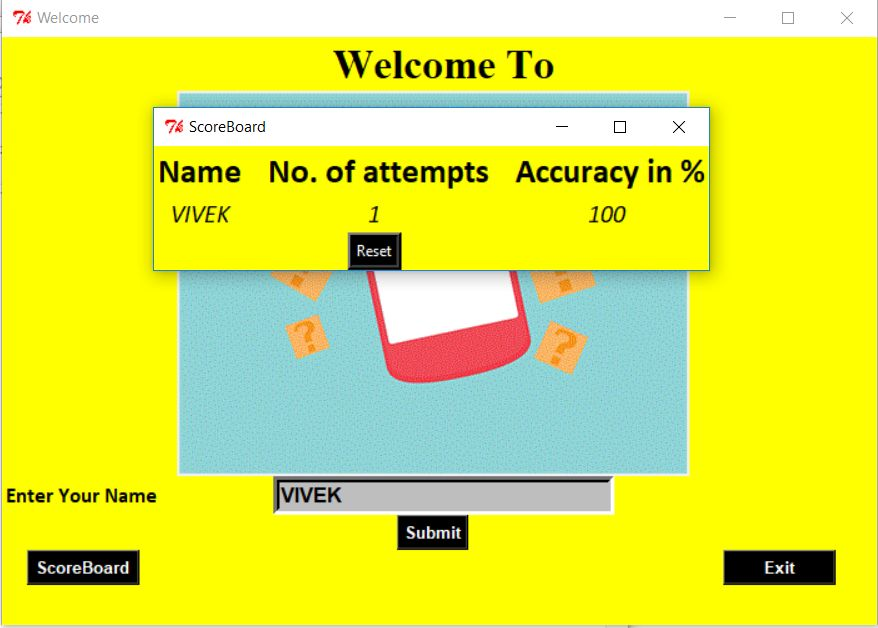 Welcome
Welcome To
ScoreBoard
Name No. of attempts Accuracy in %
VIVEK 1 100
Reset
? ?
? ?
Enter Your Name VIVEK
Submit
ScoreBoard Exit